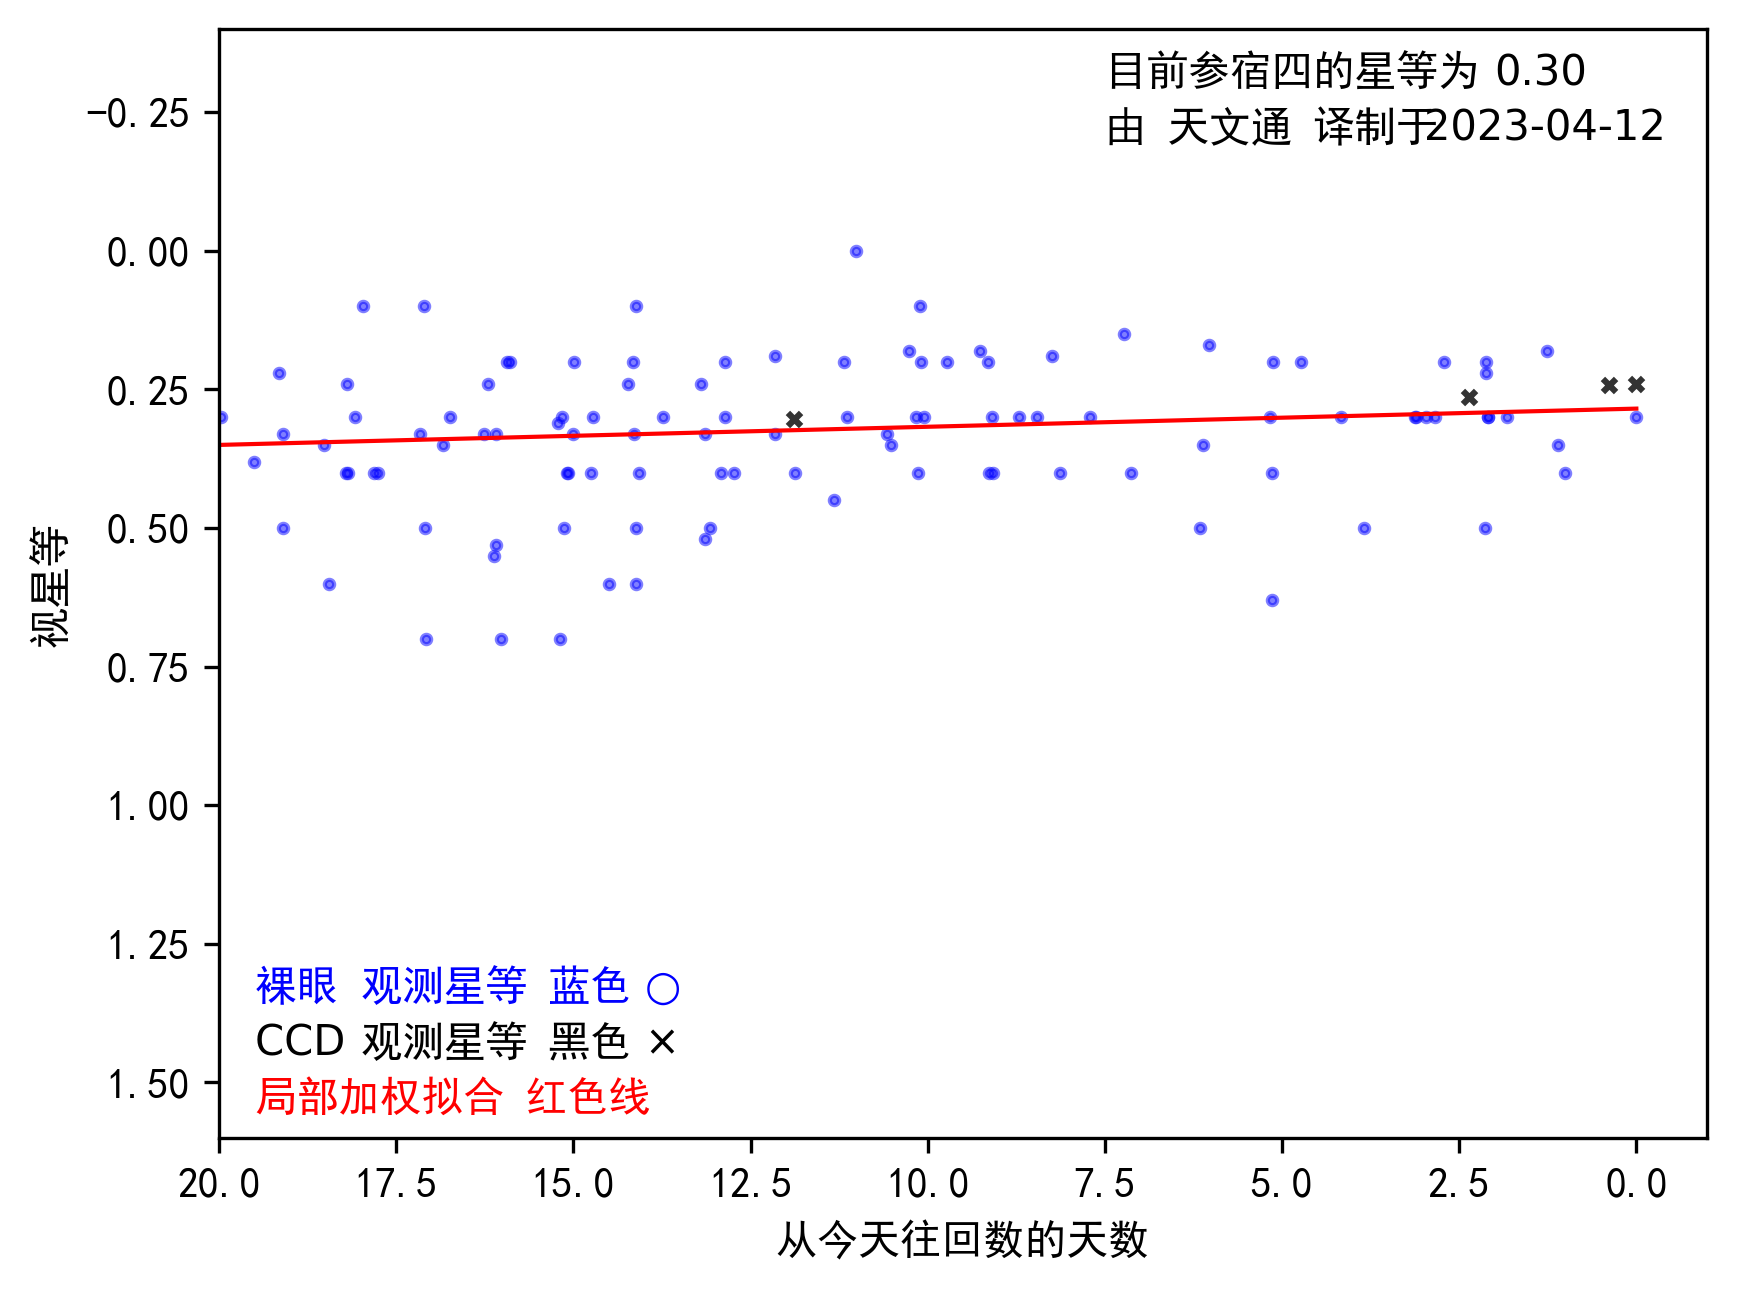 目前参宿四的星等为 0.30
由 天文通 译制于2023-04-12
−0.25
0.00
0.25
0.50
0.75
1.00
1.25
1.50
视星等
裸眼 观测星等 蓝色 ○
CCD 观测星等 黑色 ×
局部加权拟合 红色线
20.0 17.5 15.0 12.5 10.0 7.5 5.0 2.5 0.0
从今天往回数的天数